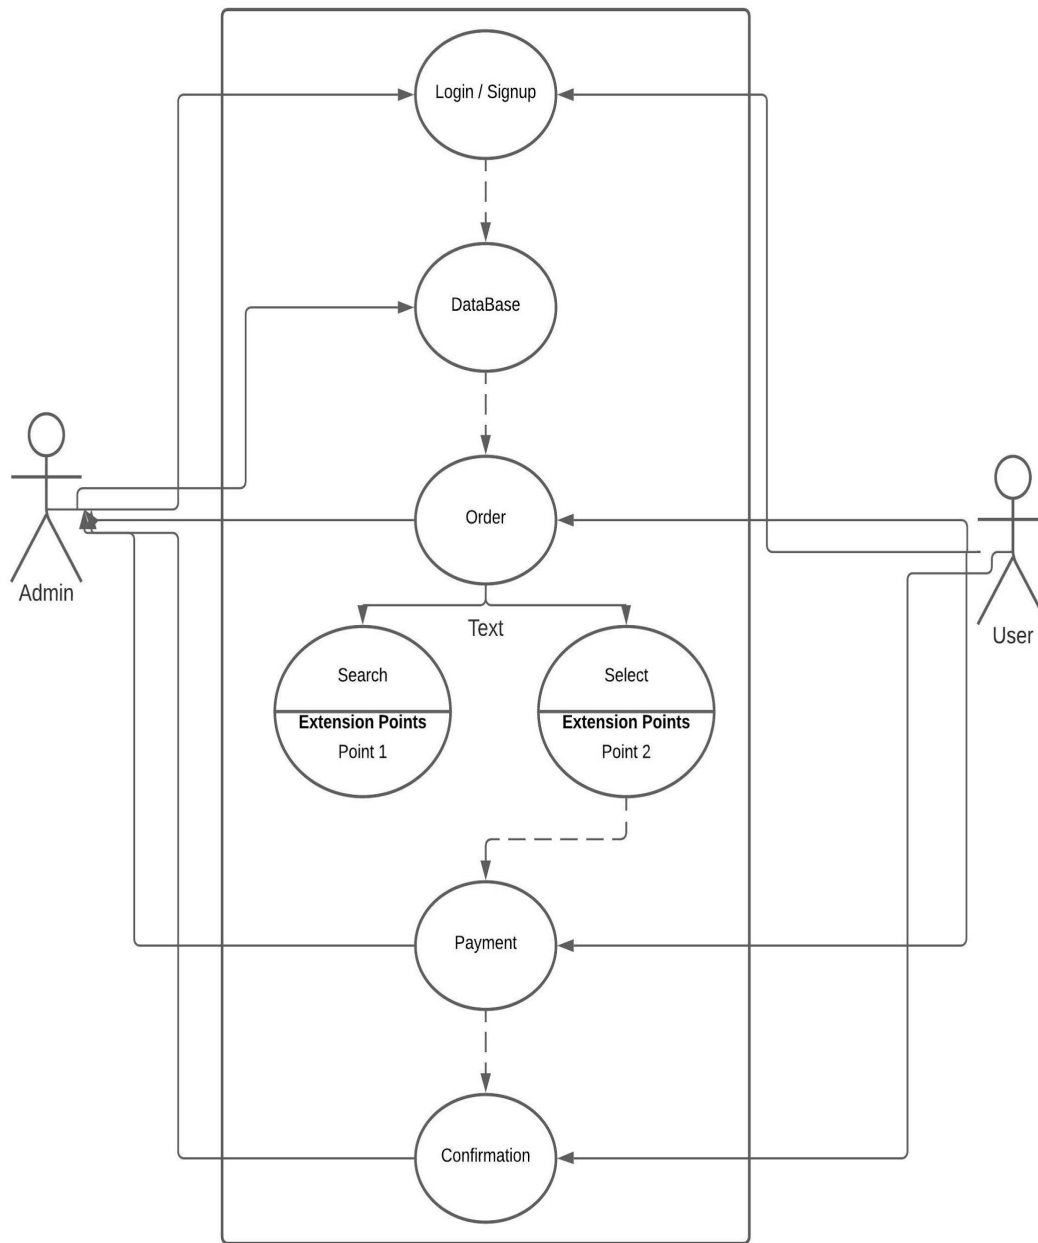 Login / Signup
DataBase
Order
Admin
Text
User
Search
Extension Points
Point 1
Select
Extension Points
Point 2
Payment
Confirmation